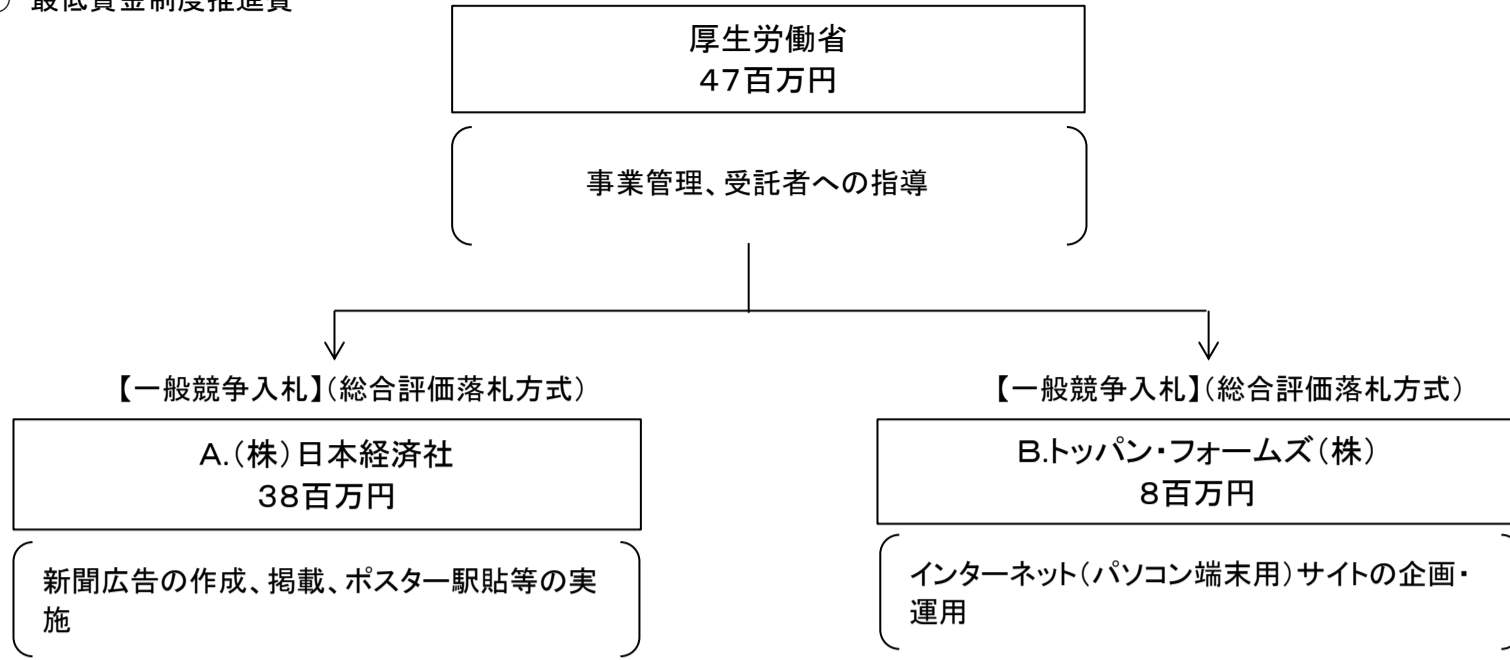 最低賃金制度推進費
厚生労働省
47百万円
事業管理、受託者への指導
【一般競争入札】(総合評価落札方式)
A.(株)日本経済社
38百万円
新聞広告の作成、掲載、ポスター駅貼等の実
施
【一般競争入札】(総合評価落札方式)
B.トッパン・フォームズ(株)
8百万円
インターネット(パソコン端末用)サイトの企画・
運用